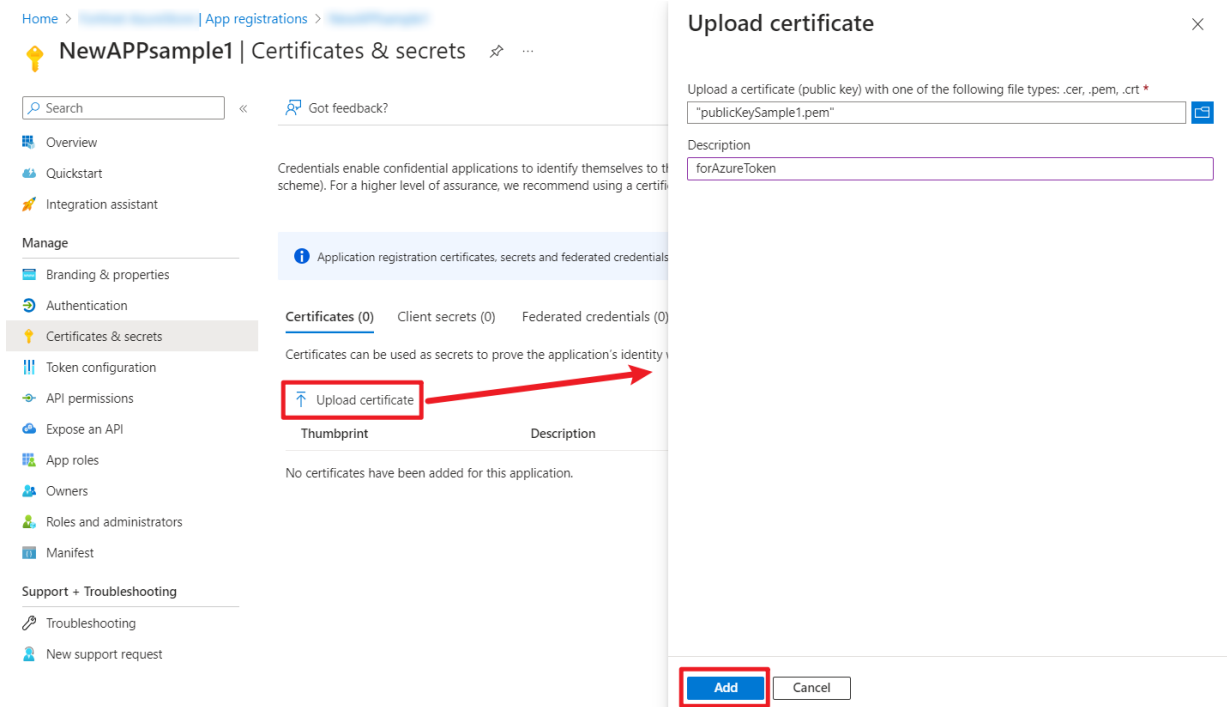 Home > | App registrations >
NewAPPsample1 | Certificates & secrets
Search
Overview
Quickstart
Integration assistant
Manage
Branding & properties
Authentication
Certificates & secrets
Token configuration
API permissions
Expose an API
App roles
Owners
Roles and administrators
Manifest
Support + Troubleshooting
Troubleshooting
New support request
Got feedback?
Credentials enable confidential applications to identify themselves to
scheme). For a higher level of assurance, we recommend using a
Application registration certificates, secrets and federated credentials
Certificates (0) Client secrets (0) Federated credentials (0)
Certificates can be used as secrets to prove the application's identity
Upload certificate
Thumbprint Description
No certificates have been added for this application.
Upload certificate
Upload a certificate (public key) with one of the following file types: .cer, .pem, .crt *
"publicKeySample1.pem"
Description
forAzureToken
Add Cancel